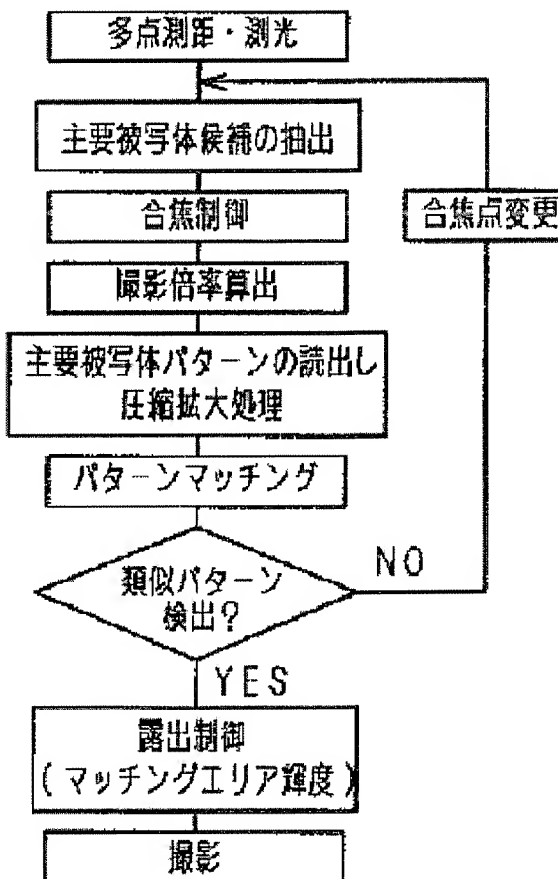 多点測距・測光
主要被写体候補の抽出
合焦制御
合焦点変更
撮影倍率算出
主要被写体パターンの読出し
圧縮拡大処理
パターンマッチング
類似パターン
検出?
NO
YES
露出制御
(マッチングエリア輝度)
撮影